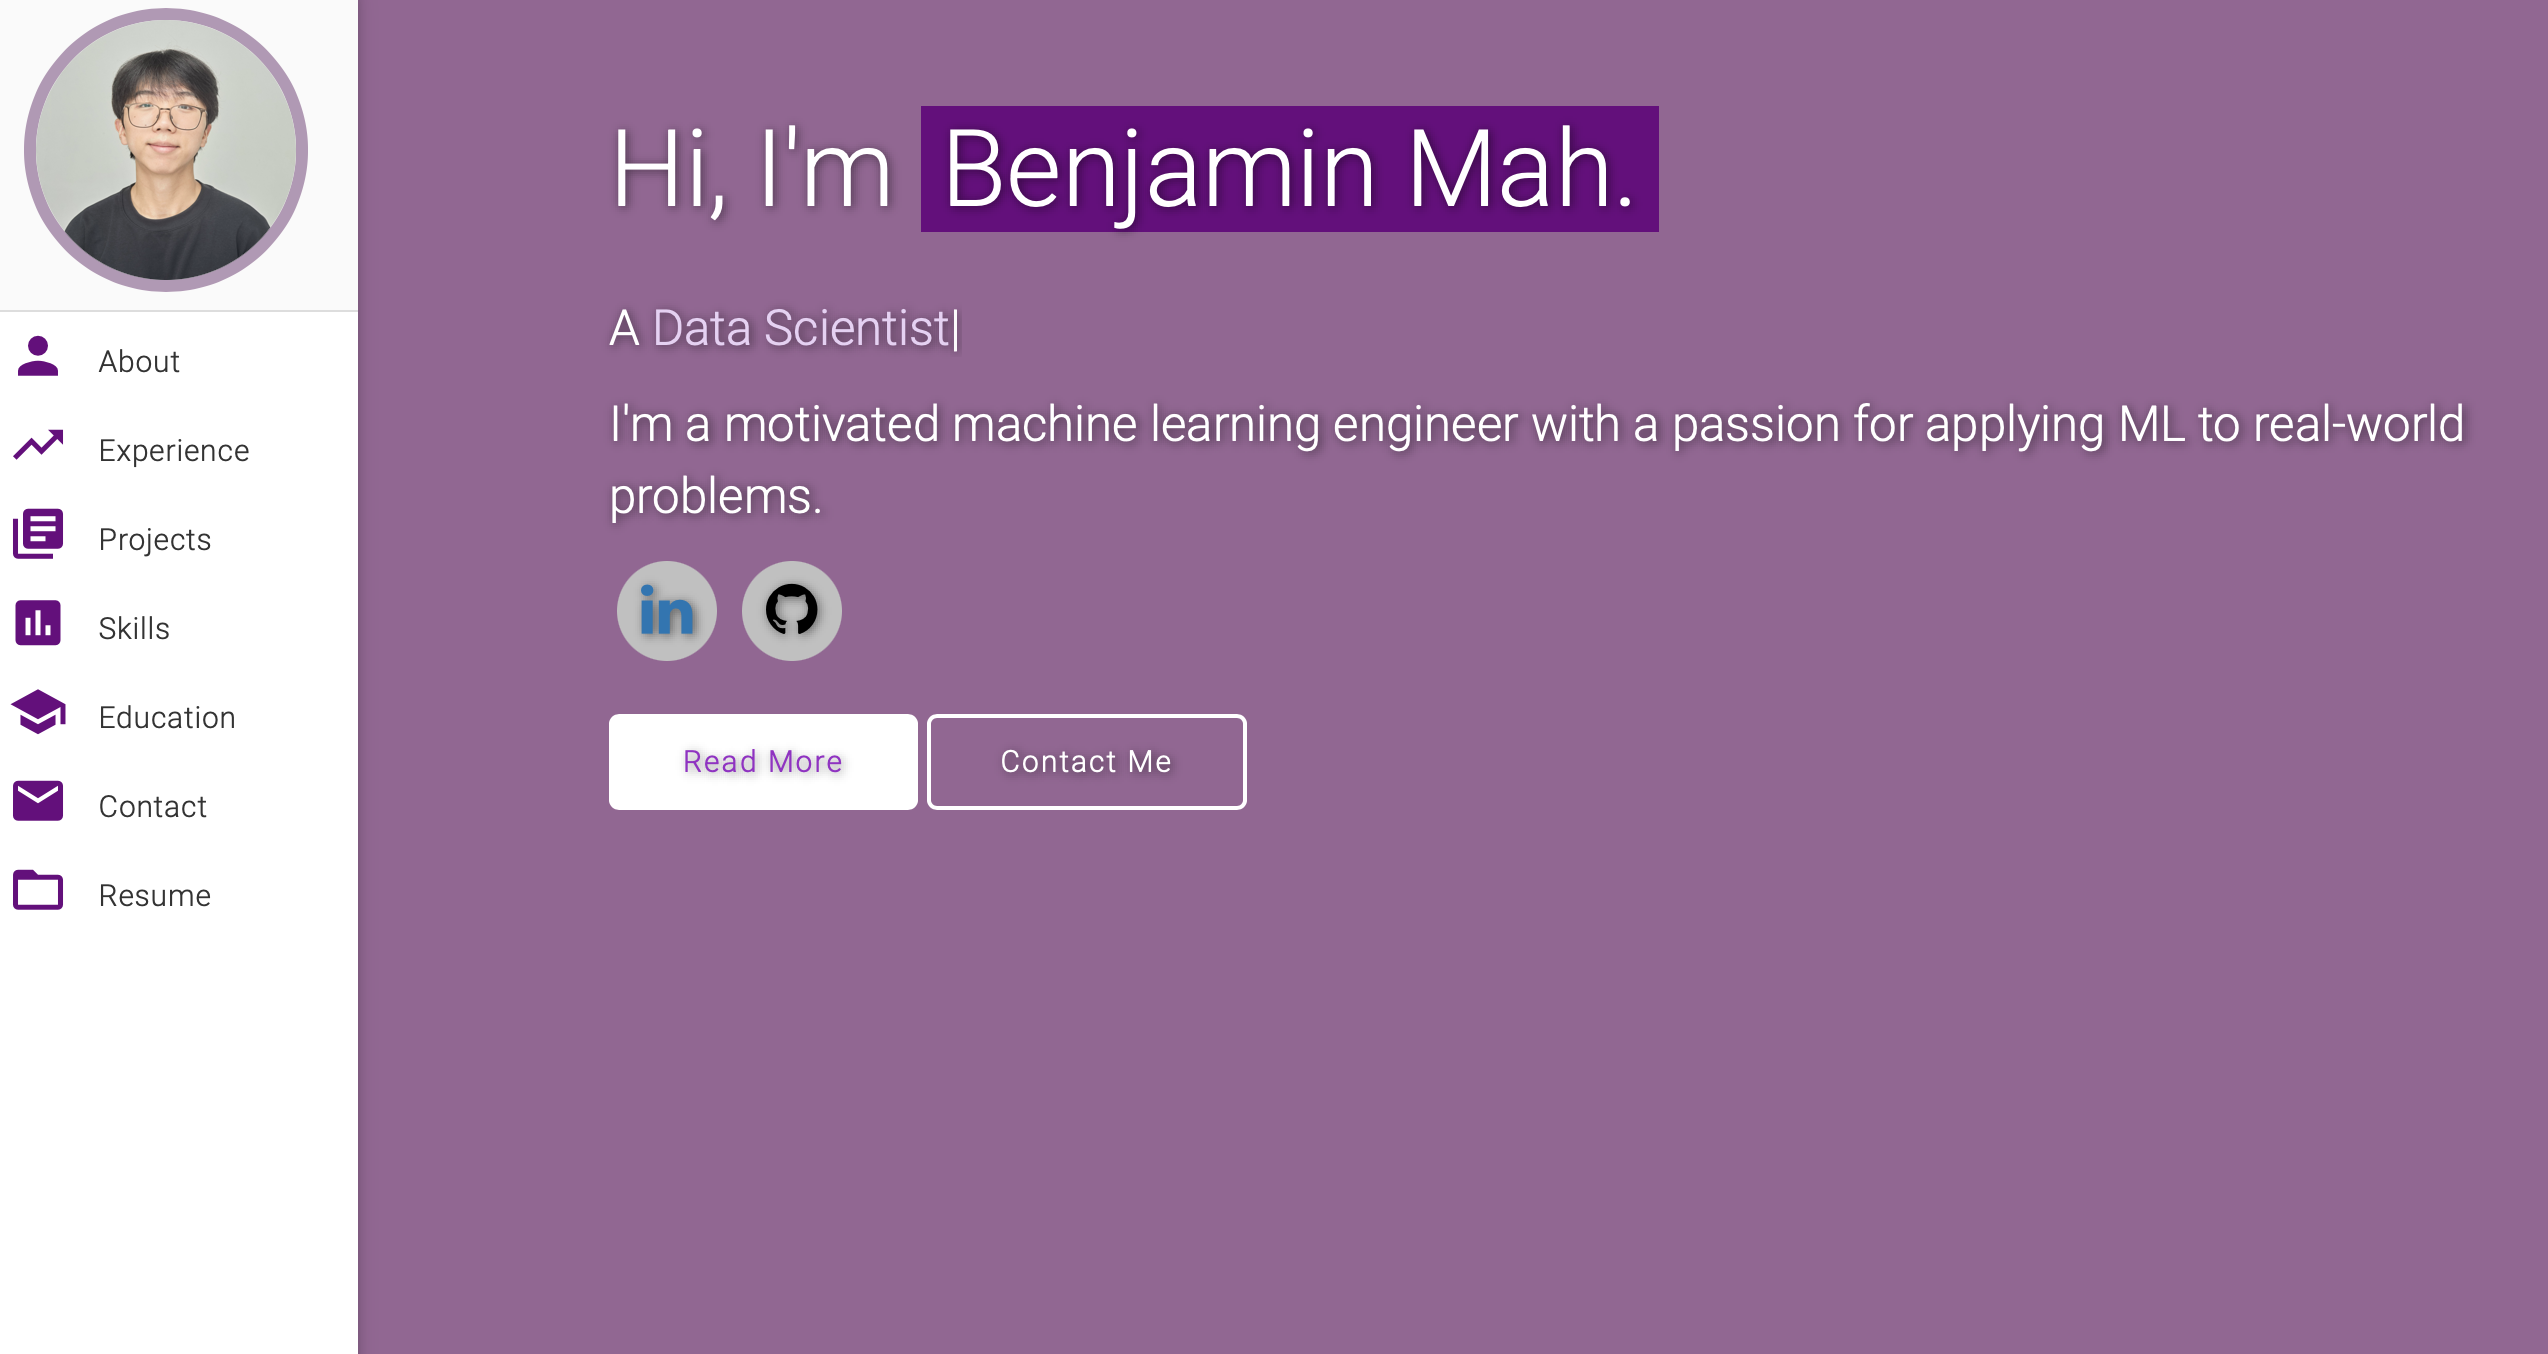 About
Experience
Projects
Skills
Education
Contact
Resume
Hi, I'm Benjamin Mah.
A Data Scientist|
I'm a motivated machine learning engineer with a passion for applying ML to real-world
problems.
in
Read More
Contact Me